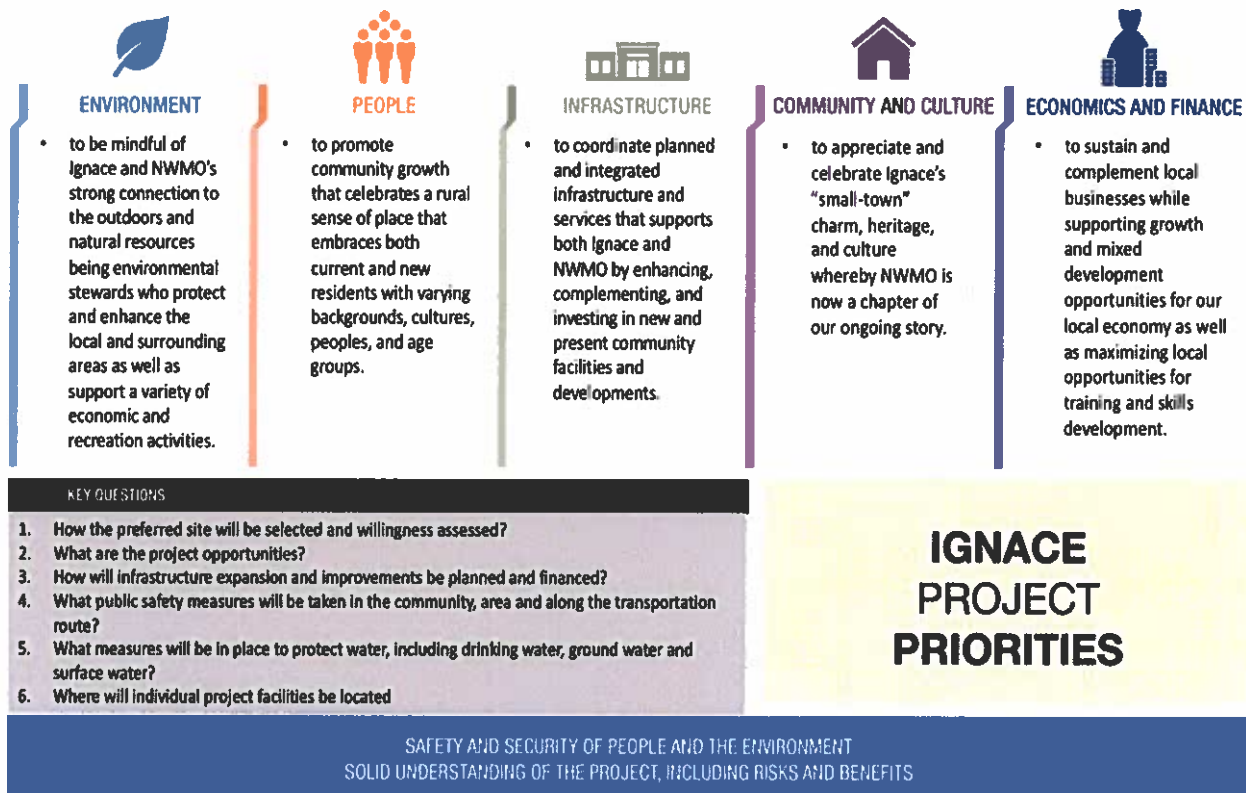 ENVIRONMENT
• to be mindful of
Ignace and NWMO's
strong connection to
the outdoors and
natural resources
being environmental
stewards who protect
and enhance the
local and surrounding
areas as well as
support a variety of
economic and
recreation activities.
PEOPLE
• to promote
community growth
that celebrates a rural
sense of place that
embraces both
current and new
residents with varying
backgrounds, cultures,
peoples, and age
groups.
INFRASTRUCTURE
• to coordinate planned
and integrated
infrastructure and
services that supports
both Ignace and
NWMO by enhancing,
complementing, and
investing in new and
present community
facilities and
developments.
COMMUNITY AND CULTURE
• to appreciate and
celebrate Ignace's
"small-town"
charm, heritage,
and culture
whereby NWMO is
now a chapter of
our ongoing story.
ECONOMICS AND FINANCE
• to sustain and
complement local
businesses while
supporting growth
and mixed
development
opportunities for our
local economy as well
as maximizing local
opportunities for
training and skills
development.
KEY QUESTIONS
1. How the preferred site will be selected and willingness assessed?
2. What are the project opportunities?
3. How will infrastructure expansion and improvements be planned and financed?
4. What public safety measures will be taken in the community, area and along the transportation
route?
5. What measures will be in place to protect water, including drinking water, ground water and
surface water?
6. Where will individual project facilities be located
IGNACE
PROJECT
PRIORITIES
SAFETY AND SECURITY OF PEOPLE AND THE ENVIRONMENT
SOLID UNDERSTANDING OF THE PROJECT, INCLUDING RISKS AND BENEFITS